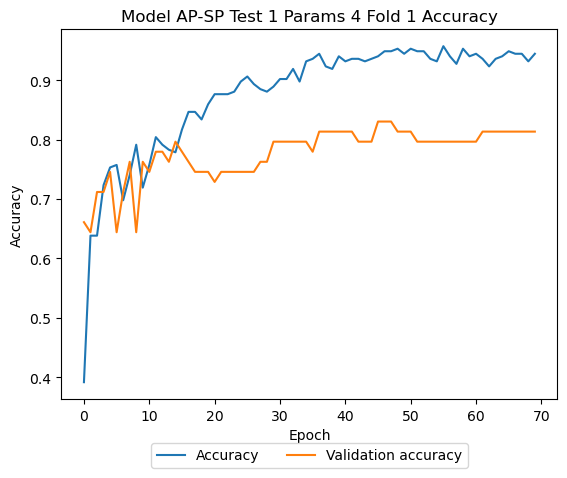 Model AP-SP Test 1 Params 4 Fold 1 Accuracy
Accuracy
0.9
0.8
0.7
0.6
0.5
0.4
0 10 20 30 40 50 60 70
Epoch
Accuracy Validation accuracy